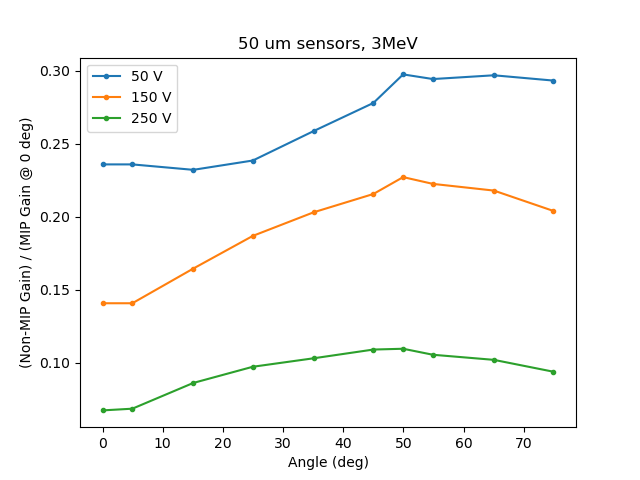 50 um sensors, 3MeV
50 V
150 V
250 V
(Non-MIP Gain) / (MIP Gain @ 0 deg)
0.30
0.25
0.20
0.15
0.10
0 10 20 30 40 50 60 70
Angle (deg)